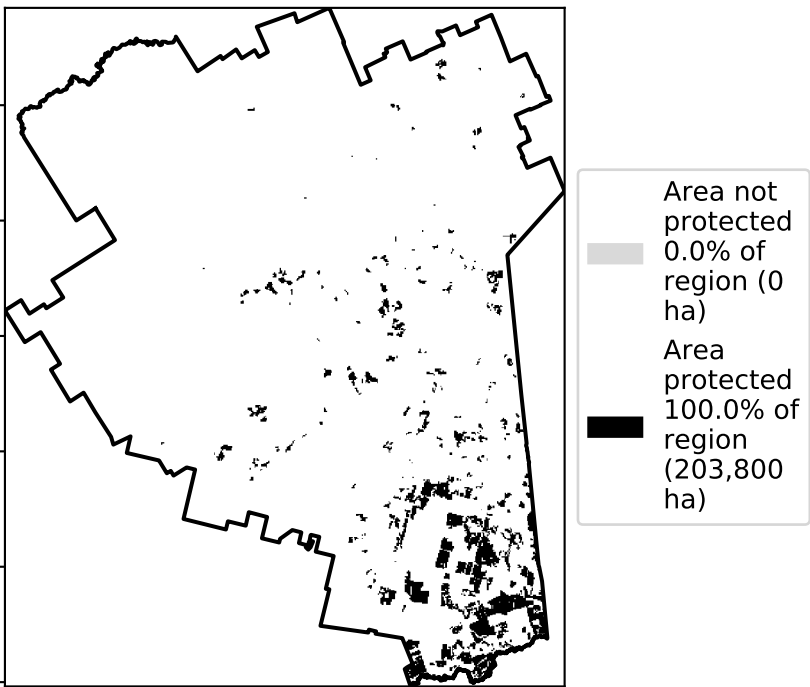 Area not
protected
0.0% of
region (0
ha)
Area
protected
100.0% of
region
(203,800
ha)